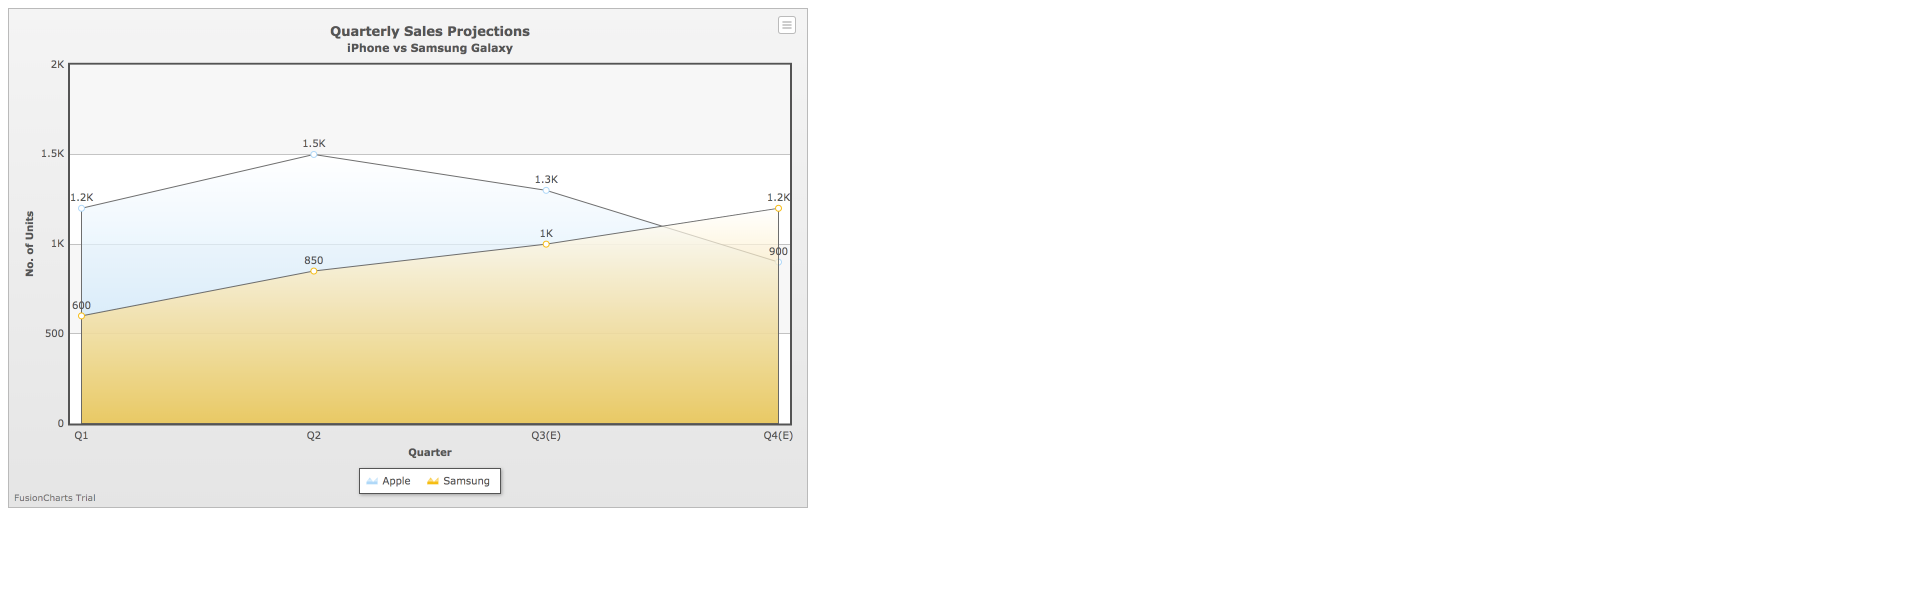 Quarterly Sales Projections
iPhone vs Samsung Galaxy
2K
1.5K
1K
500
0
No. of Units
1.2K
1.5K
1.3K
900
600
850
1K
1.2K
Q1 Q2 Q3(E) Q4(E)
Quarter
Apple Samsung
FusionCharts Trial